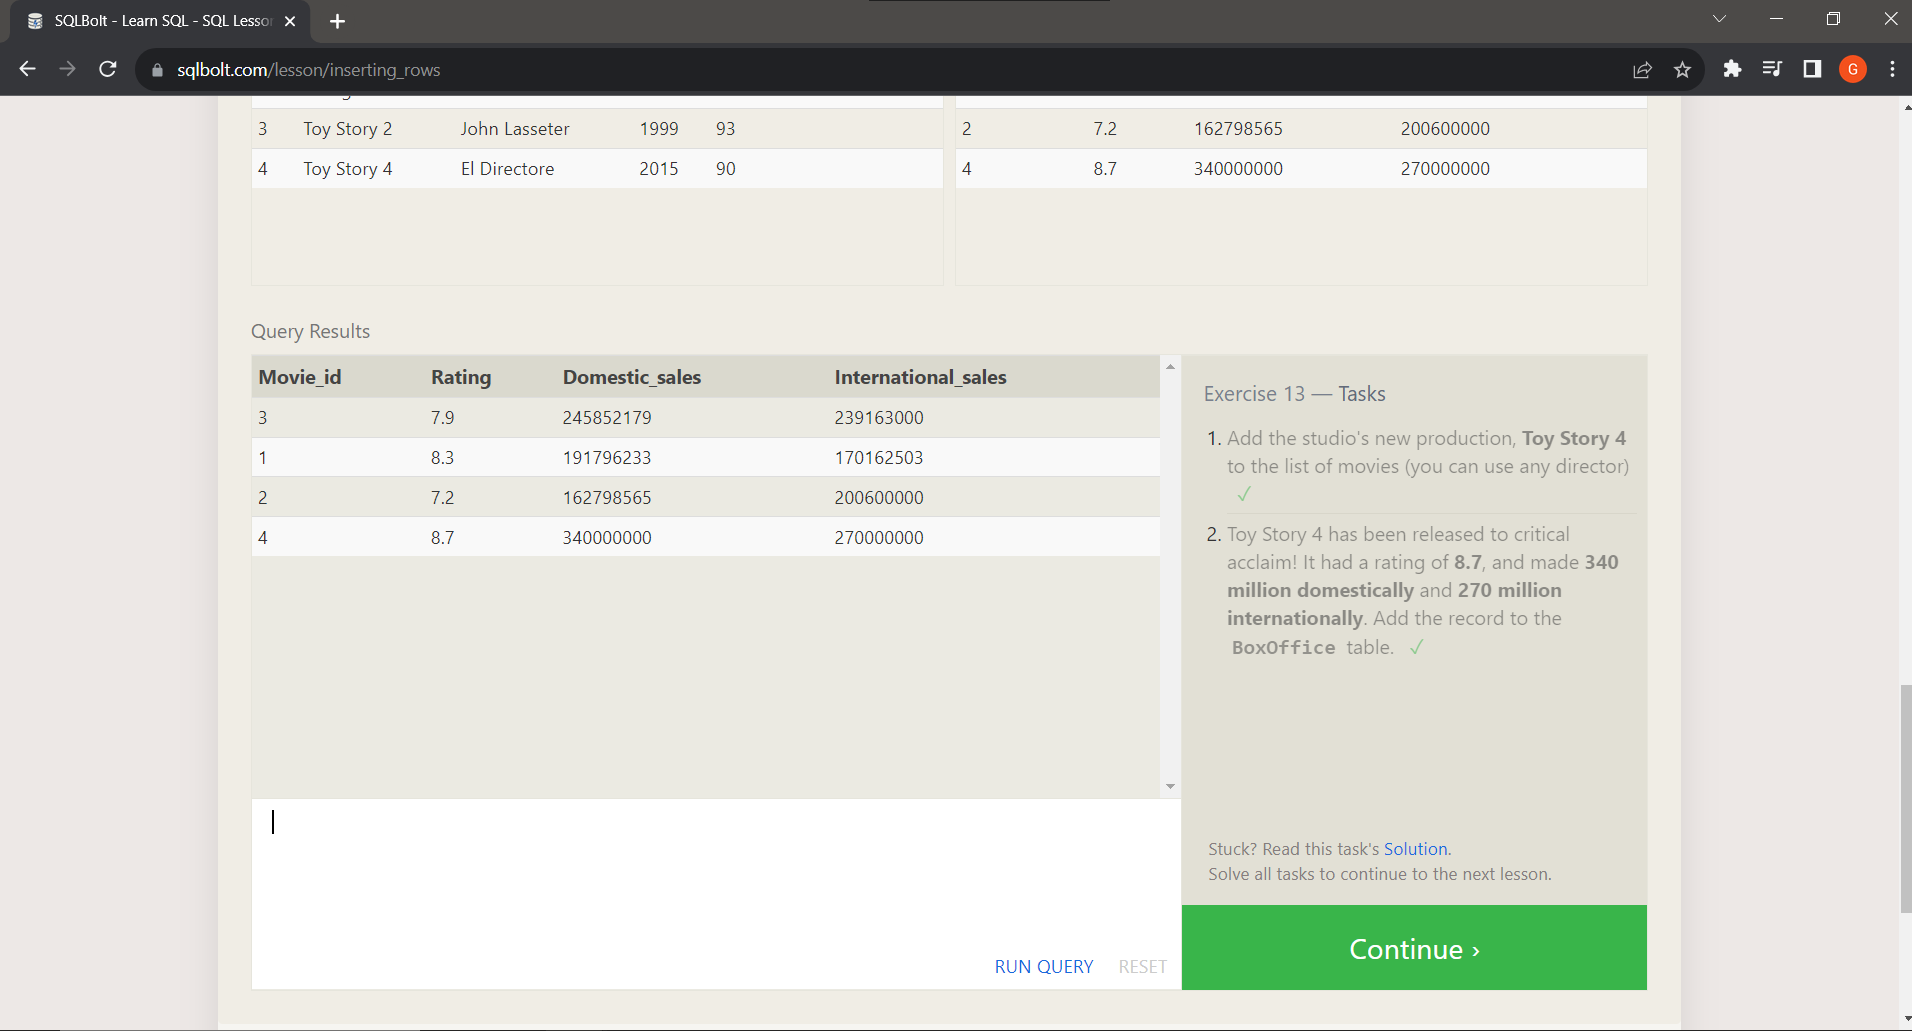 SQLBolt - Learn SQL - SQL Lesso
sqlbolt.com/lesson/inserting_rows
G
3 Toy Story 2 John Lasseter 1999 93
4 Toy Story 4 El Directore 2015 90
2 7.2 162798565 200600000
4 8.7 340000000 270000000
Query Results
Movie_id Rating Domestic_sales International_sales
3 7.9 245852179 239163000
1 8.3 191796233 170162503
2 7.2 162798565 200600000
4 8.7 340000000 270000000
RUN QUERY RESET
Exercise 13 — Tasks
1. Add the studio's new production, Toy Story 4
to the list of movies (you can use any director)
✓
2. Toy Story 4 has been released to critical
acclaim! It had a rating of 8.7, and made 340
million domestically and 270 million
internationally. Add the record to the
BoxOffice table. ✓
Stuck? Read this task's Solution.
Solve all tasks to continue to the next lesson.
Continue ›